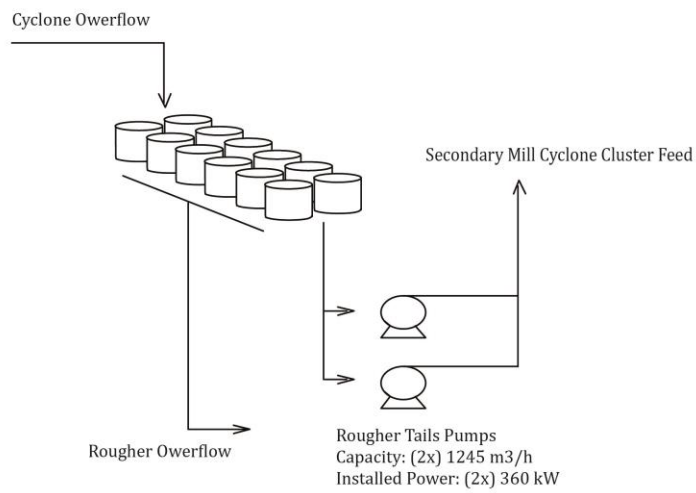 Cyclone Owerflow
Secondary Mill Cyclone Cluster Feed
Rougher Owerflow
Rougher Tails Pumps
Capacity: (2x) 1245 m3/h
Installed Power: (2x) 360 kW